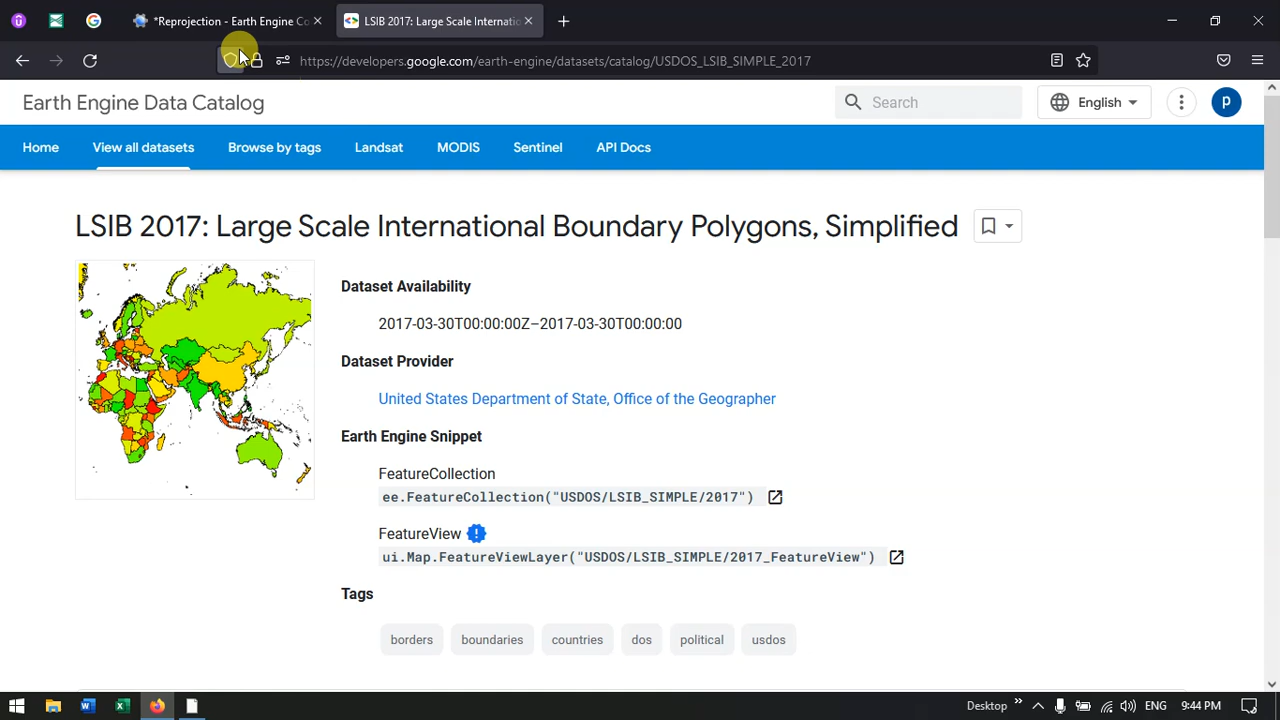 *Reprojection - Earth Engine Co
LSIB 2017: Large Scale Internatio
https://developers.google.com/earth-engine/datasets/catalog/USDOS_LSIB_SIMPLE_2017
Earth Engine Data Catalog
Search
English
p
Home
View all datasets
Browse by tags
Landsat
MODIS
Sentinel
API Docs
LSIB 2017: Large Scale International Boundary Polygons, Simplified
Dataset Availability
2017-03-30T00:00:00Z–2017-03-30T00:00:00
Dataset Provider
United States Department of State, Office of the Geographer
Earth Engine Snippet
FeatureCollection
ee.FeatureCollection("USDOS/LSIB_SIMPLE/2017")
FeatureView
ui.Map.FeatureViewLayer("USDOS/LSIB_SIMPLE/2017_FeatureView")
Tags
borders
boundaries
countries
dos
political
usdos
Desktop
ENG
9:44 PM